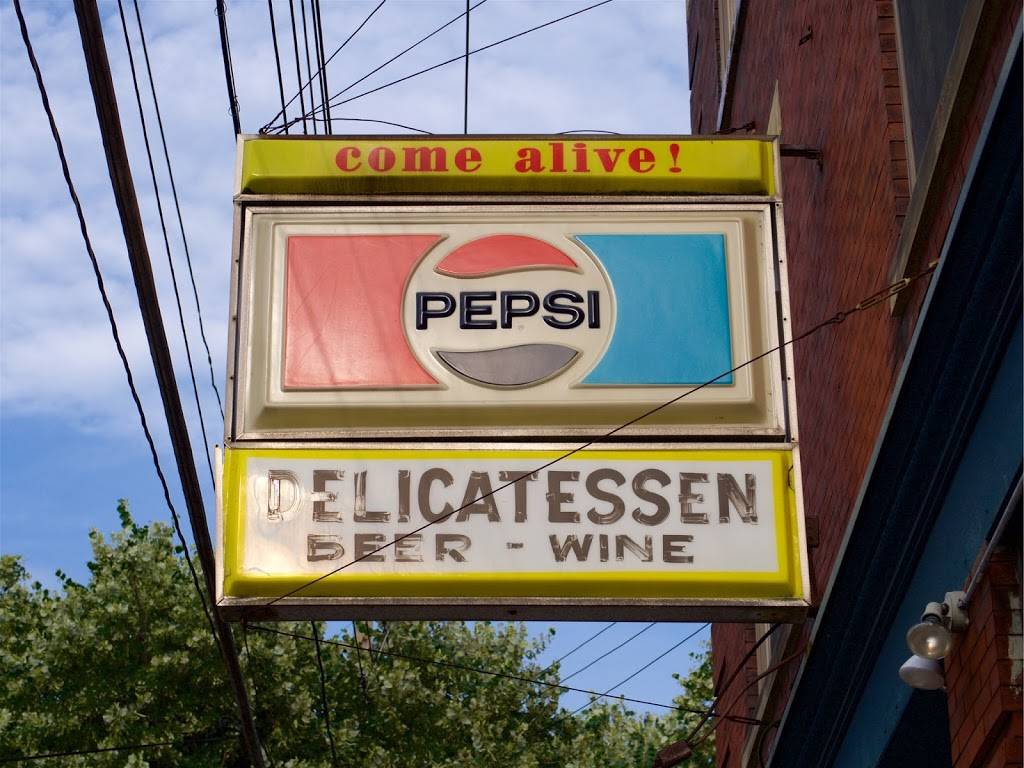 come alive!
PEPSI
DELICATESSEN
BEER - WINE